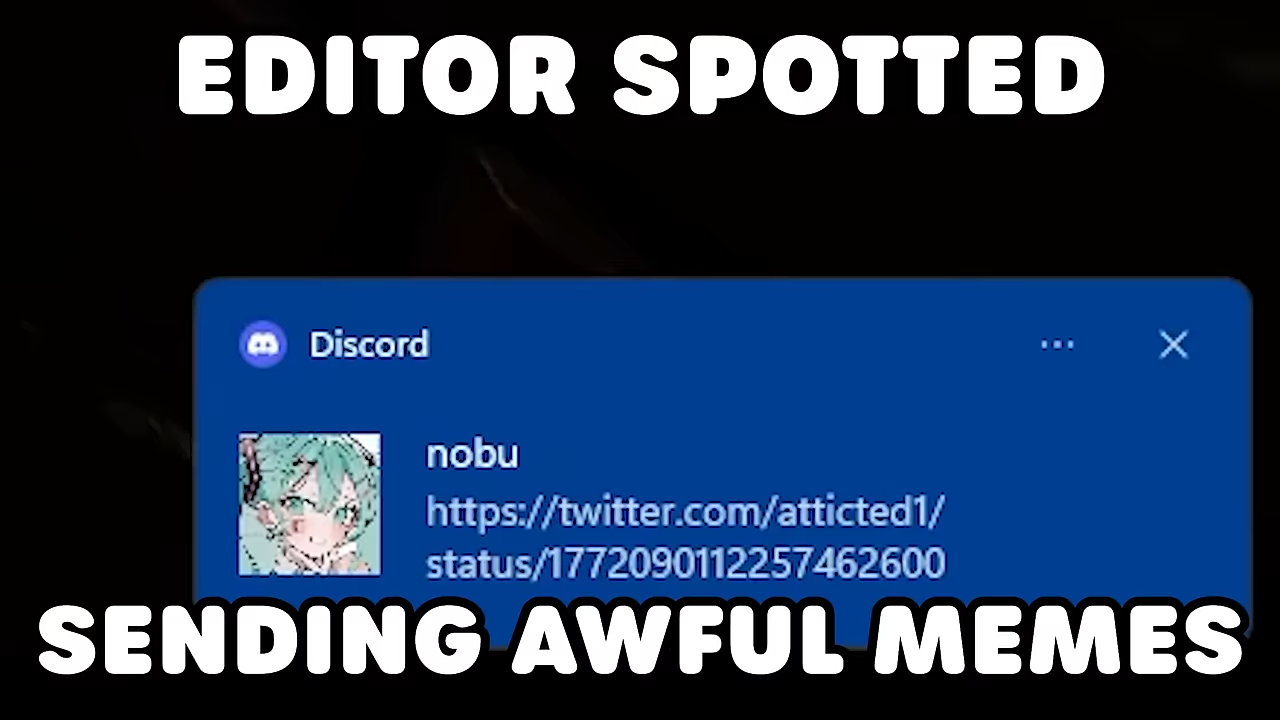 EDITOR SPOTTED
Discord
nobu
https://twitter.com/atticted1/
status/1772090112257462600
SENDING AWFUL MEMES